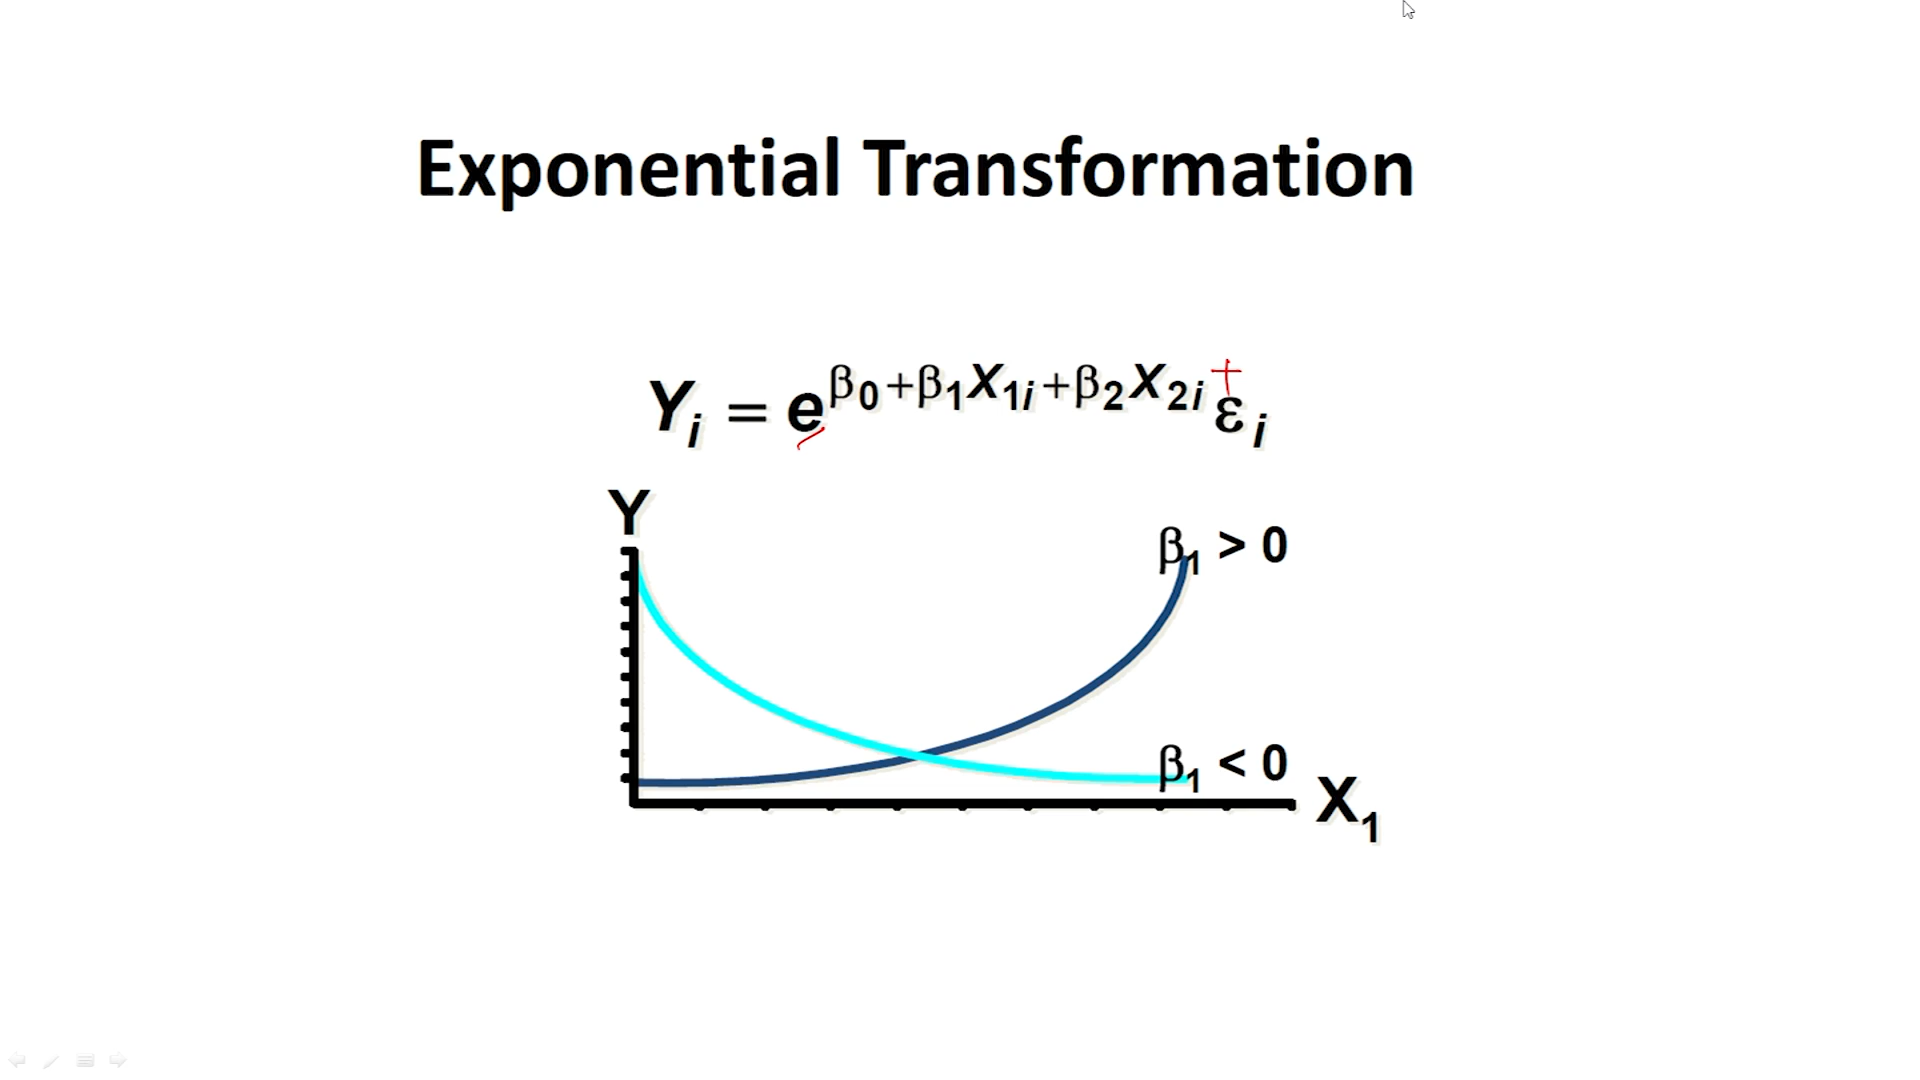 Exponential Transformation
Yᵢ = e^(β₀+β₁X₁ᵢ+β₂X₂ᵢ) + εᵢ
Y
β₁ > 0
β₁ < 0
X₁